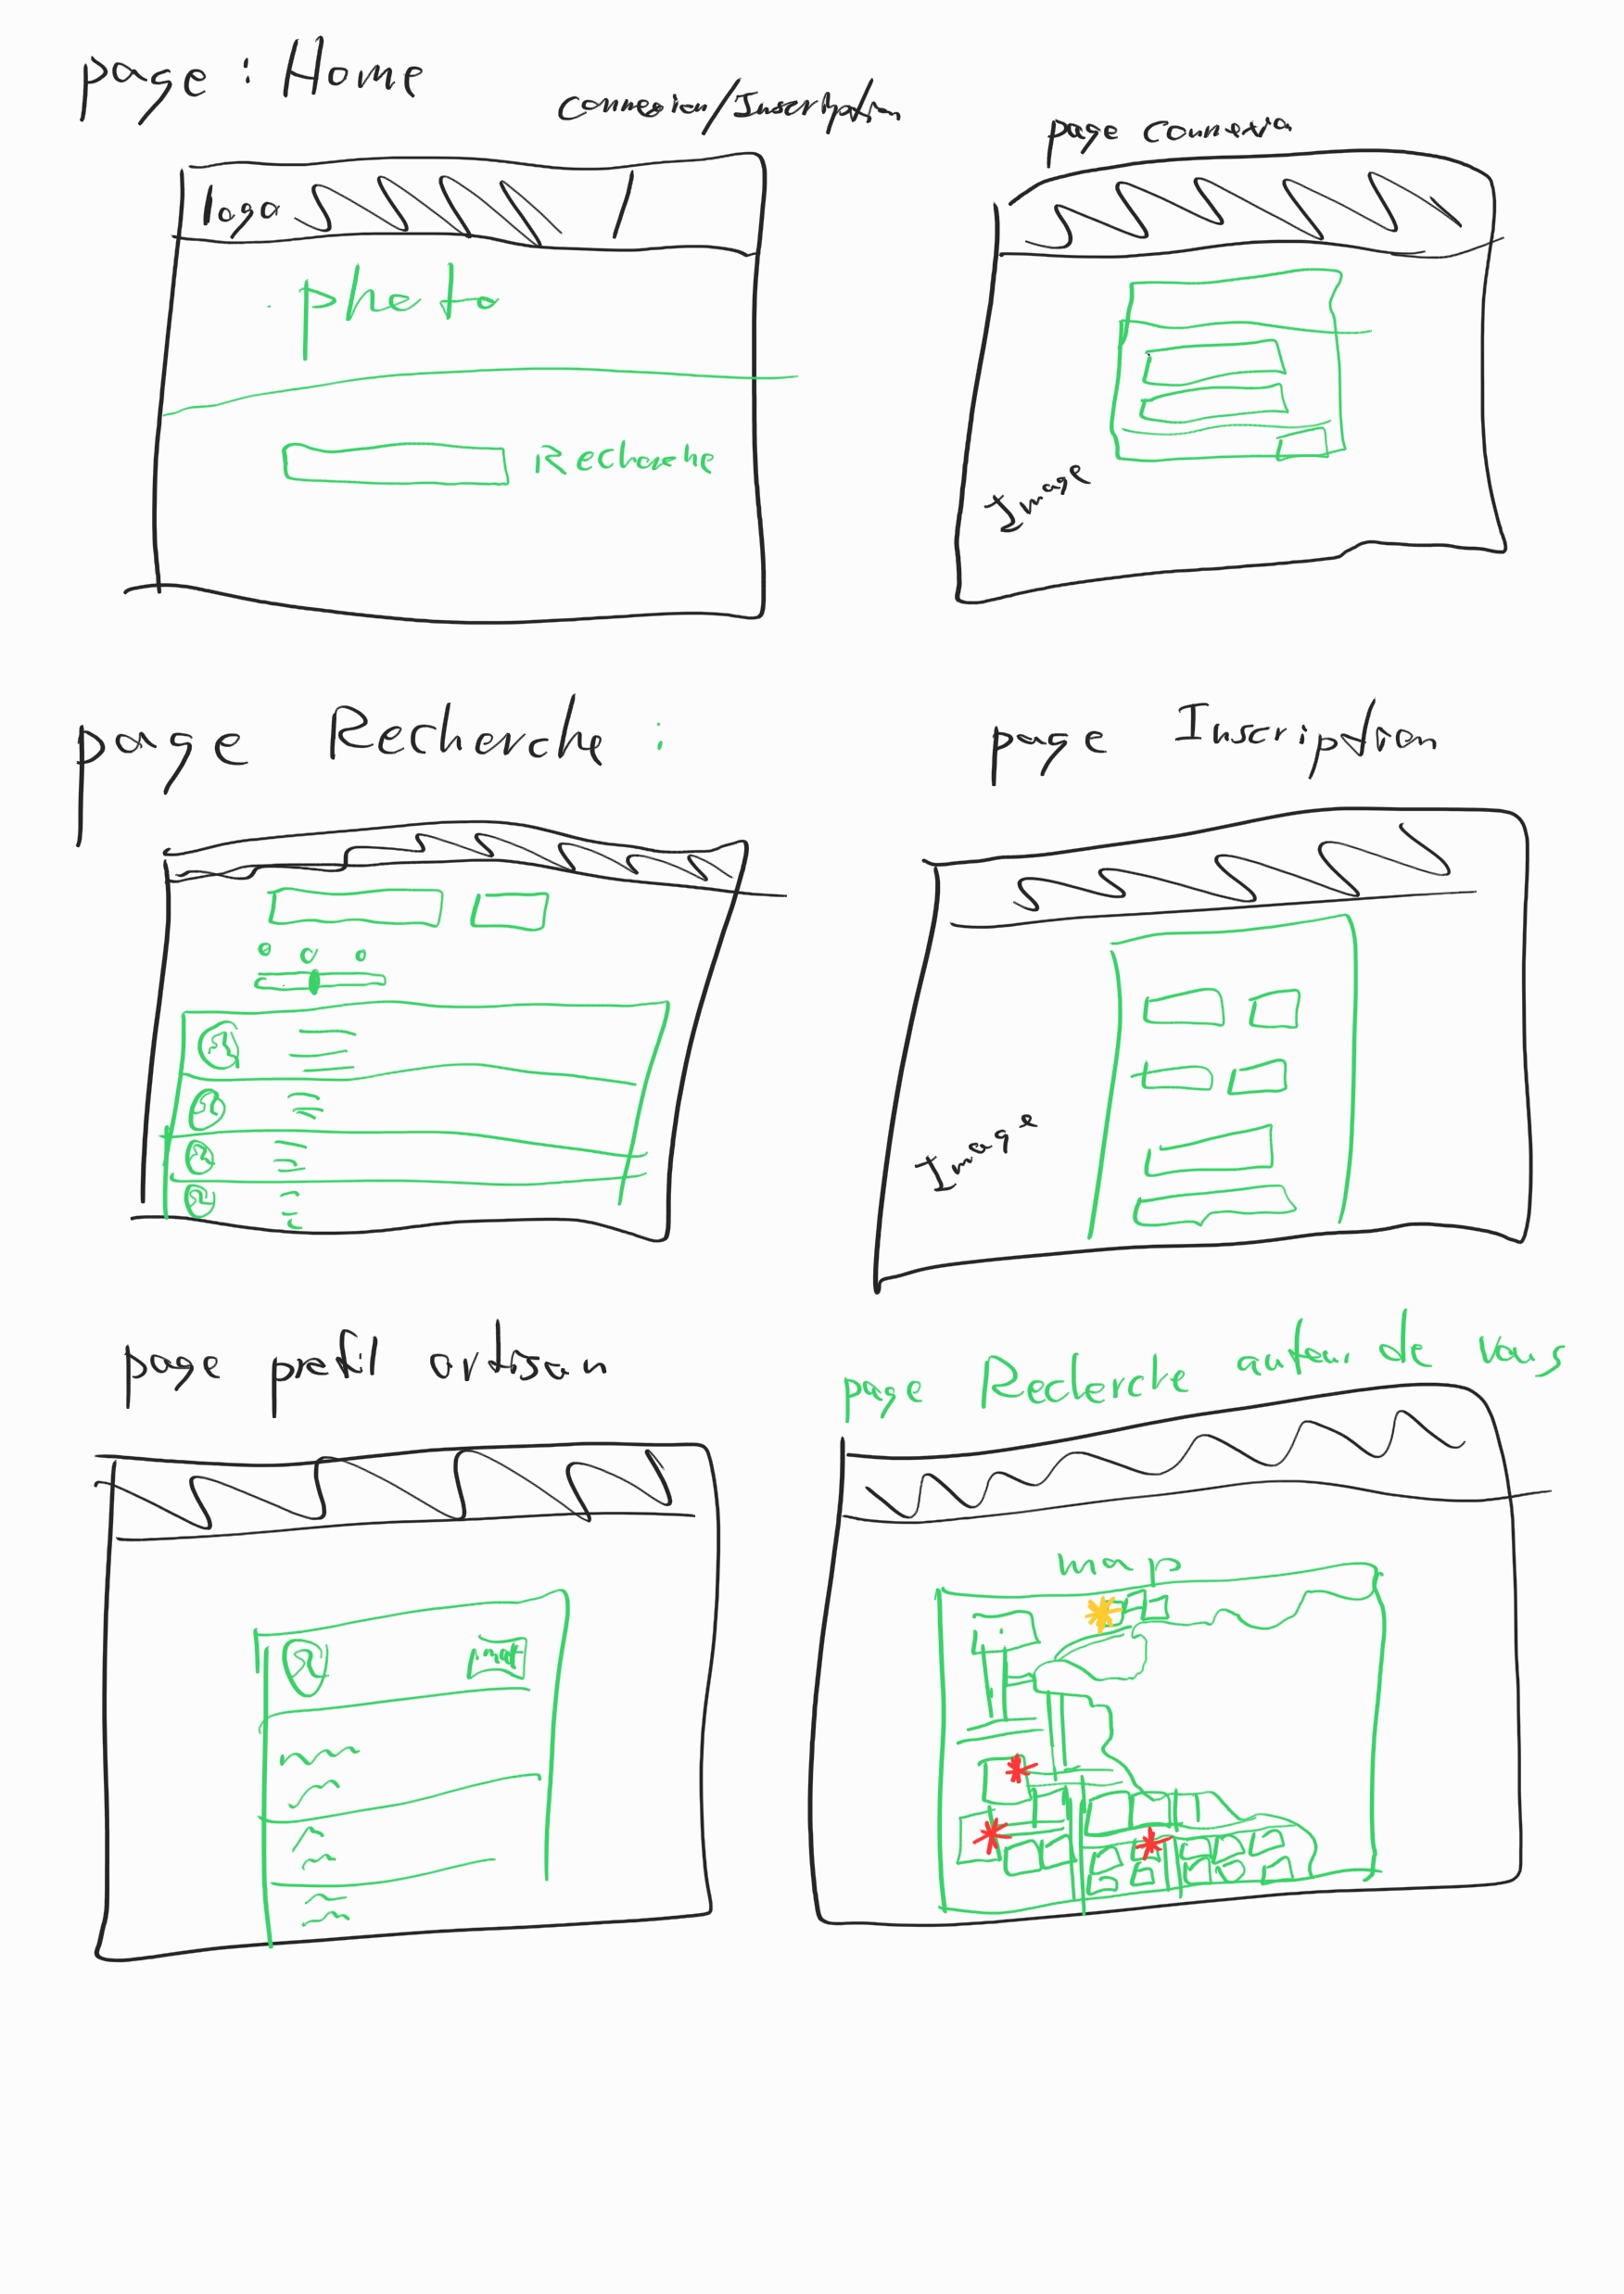 page : Home
Connexion/Inscription
page Connexion
logo
photo
Recherche
Image
page Recherche :
page Inscription
Image
page profil artisan
page Recherche autour de vous
map